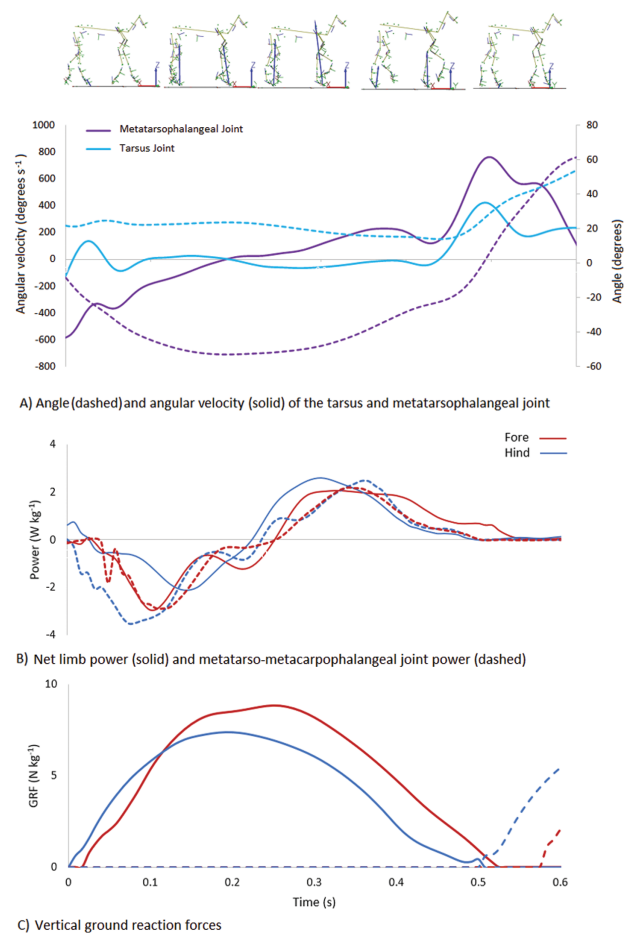 Z Z Z Z Z
X X X Y
1000
800
600
400
200
0
-200
-400
-600
-800
Angular velocity (degrees s-1)
Metatarsophalangeal Joint
Tarsus Joint
80
60
40
20
0
-20
-40
-60
Angle (degrees)
A) Angle (dashed) and angular velocity (solid) of the tarsus and metatarsophalangeal joint
Fore
Hind
4
2
0
-2
-4
Power (W kg-1)
B) Net limb power (solid) and metatarso-metacarpophalangeal joint power (dashed)
10
5
0
GRF (N kg-1)
0 0.1 0.2 0.3 0.4 0.5 0.6
Time (s)
C) Vertical ground reaction forces